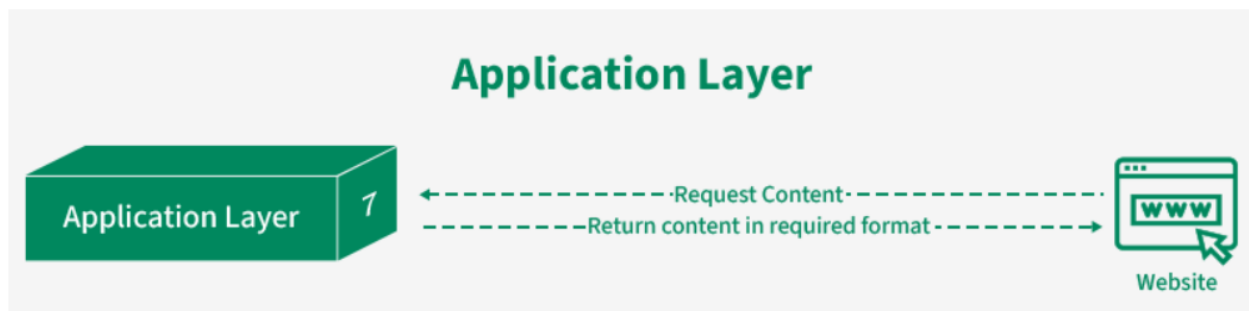 Application Layer
Application Layer
7
Request Content
Return content in required format
www
Website